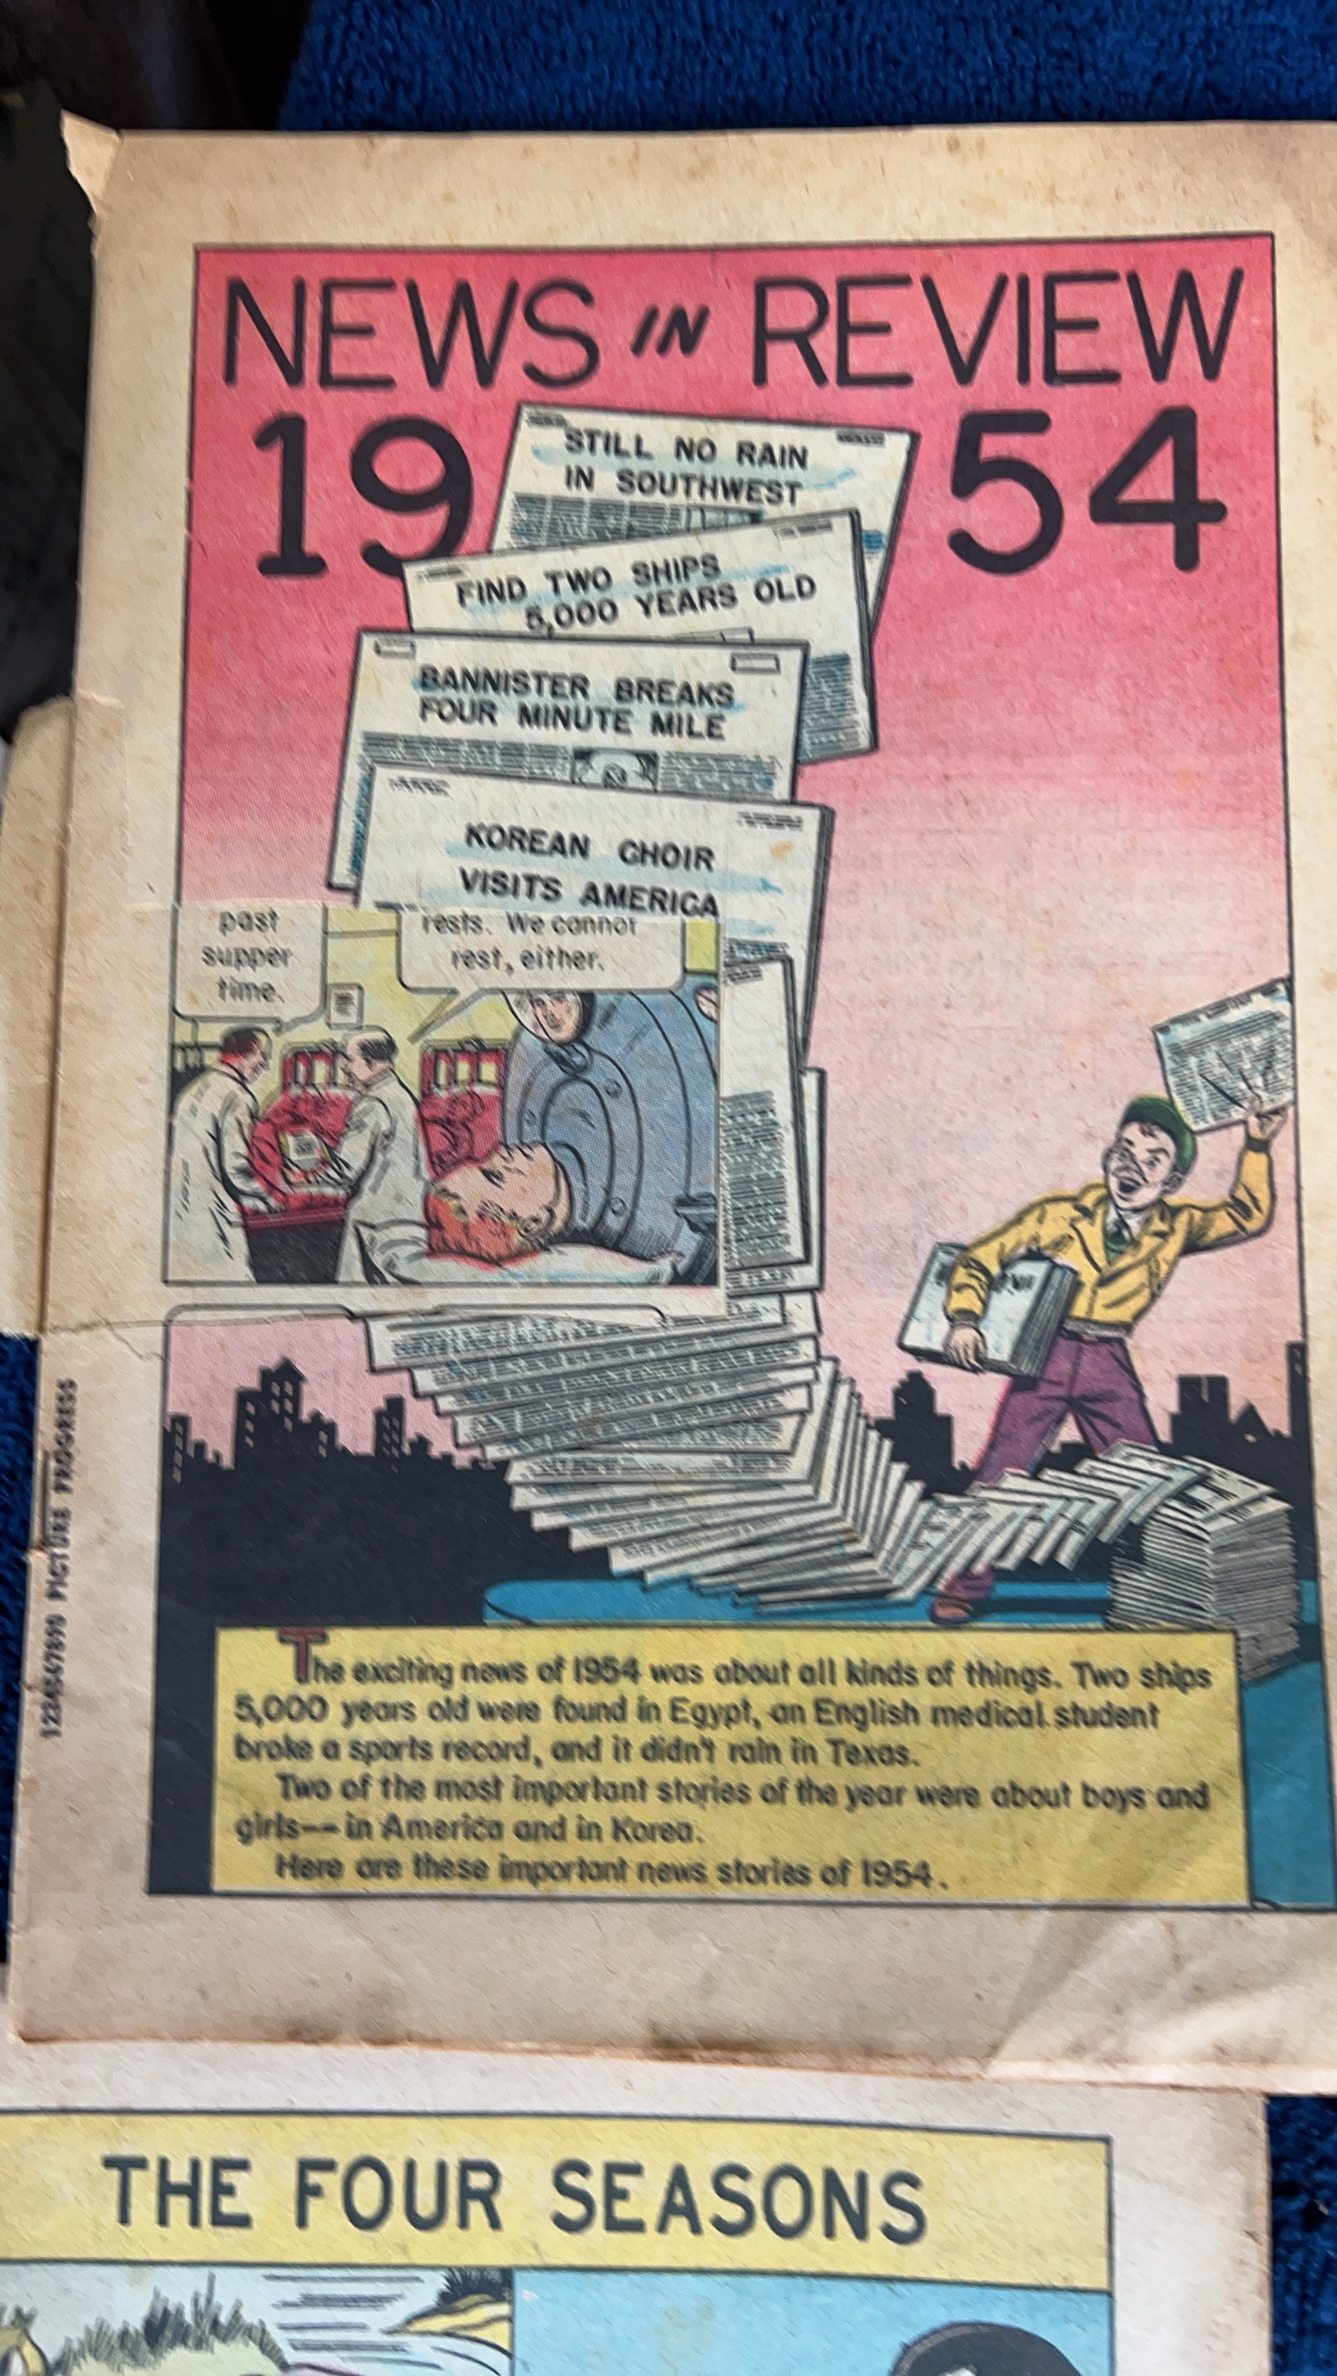 NEWS IN REVIEW
1954
STILL NO RAIN
IN SOUTHWEST
FIND TWO SHIPS
5,000 YEARS OLD
BANNISTER BREAKS
FOUR MINUTE MILE
KOREAN CHOIR
VISITS AMERICA
past
supper
time.
rests. We cannot
rest, either.
1234567890 PICTURE PROGRESS
The exciting news of 1954 was about all kinds of things. Two ships
5,000 years old were found in Egypt, an English medical student
broke a sports record, and it didn't rain in Texas.
Two of the most important stories of the year were about boys and
girls--in America and in Korea.
Here are these important news stories of 1954.
THE FOUR SEASONS